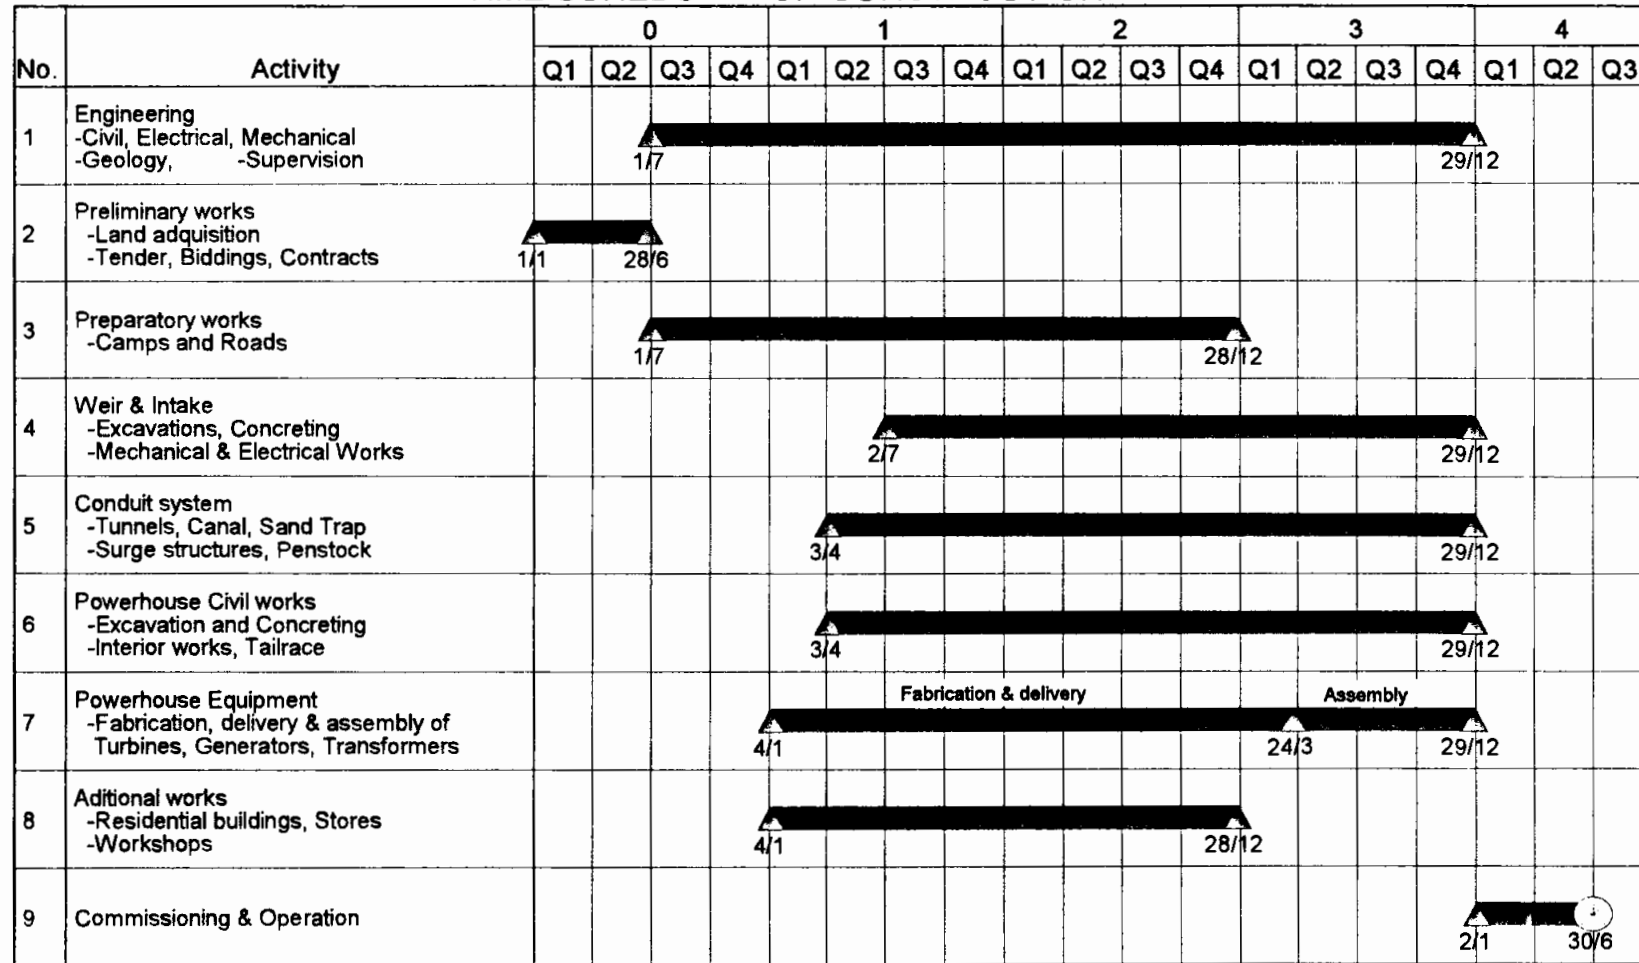 0 1 2 3 4
No. Activity Q1 Q2 Q3 Q4 Q1 Q2 Q3 Q4 Q1 Q2 Q3 Q4 Q1 Q2 Q3 Q4 Q1 Q2 Q3
Engineering
1 -Civil, Electrical, Mechanical
-Geology, -Supervision 1/7 29/12
Preliminary works
2 -Land adquisition
-Tender, Biddings, Contracts 1/1 28/6
Preparatory works
3 -Camps and Roads
1/7 28/12
Weir & Intake
4 -Excavations, Concreting
-Mechanical & Electrical Works 2/7 29/12
Conduit system
5 -Tunnels, Canal, Sand Trap
-Surge structures, Penstock 3/4 29/12
Powerhouse Civil works
6 -Excavation and Concreting
-Interior works, Tailrace 3/4 29/12
Powerhouse Equipment Fabrication & delivery Assembly
7 -Fabrication, delivery & assembly of
Turbines, Generators, Transformers 4/1 24/3 29/12
Aditional works
8 -Residential buildings, Stores
-Workshops 4/1 28/12
9 Commissioning & Operation
2/1 30/6